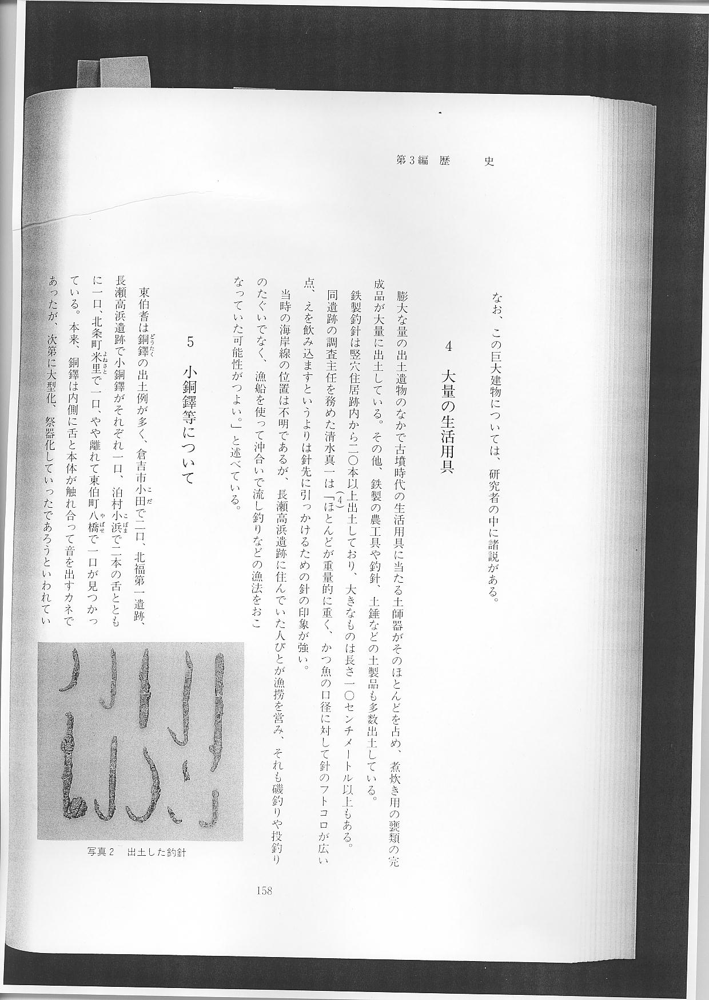 第3編 歴 史
なお、この巨大建物については、研究者の中に諸説がある。
4 大量の生活用具
膨大な量の出土遺物のなかで古墳時代の生活用具に当たる土師器がそのほとんどを占め、煮炊き用の甕類の完
成品が大量に出土している。その他、鉄製の農工具や釣針、土錘などの土製品も多数出土している。
鉄製釣針は竪穴住居跡内から二〇本以上出土しており、大きなものは長さ一〇センチメートル以上もある。
(4)
同遺跡の調査主任を務めた清水真一は「ほとんどが重量的に重く、かつ魚の口径に対して針のフトコロが広い
点、えを飲み込ますというよりは針先に引っかけるための針の印象が強い。
当時の海岸線の位置は不明であるが、長瀬高浜遺跡に住んでいた人びとが漁撈を営み、それも磯釣りや投釣り
のたぐいでなく、漁船を使って沖合いで流し釣りなどの漁法をおこ
なっていた可能性がつよい。」と述べている。
5 小銅鐸等について
東伯耆は銅鐸の出土例が多く、倉吉市小田で二口、北福第一遺跡、
どうたく
こだ
長瀬高浜遺跡で小銅鐸がそれぞれ一口、泊村小浜で二本の舌ととも
こばま
に一口、北条町米里で一口、やや離れて東伯町八橋で一口が見つかっ
よねさと
やばせ
ている。本来、銅鐸は内側に舌と本体が触れ合って音を出すカネで
あったが、次第に大型化、祭器化していったであろうといわれてい
写真2 出土した釣針
158